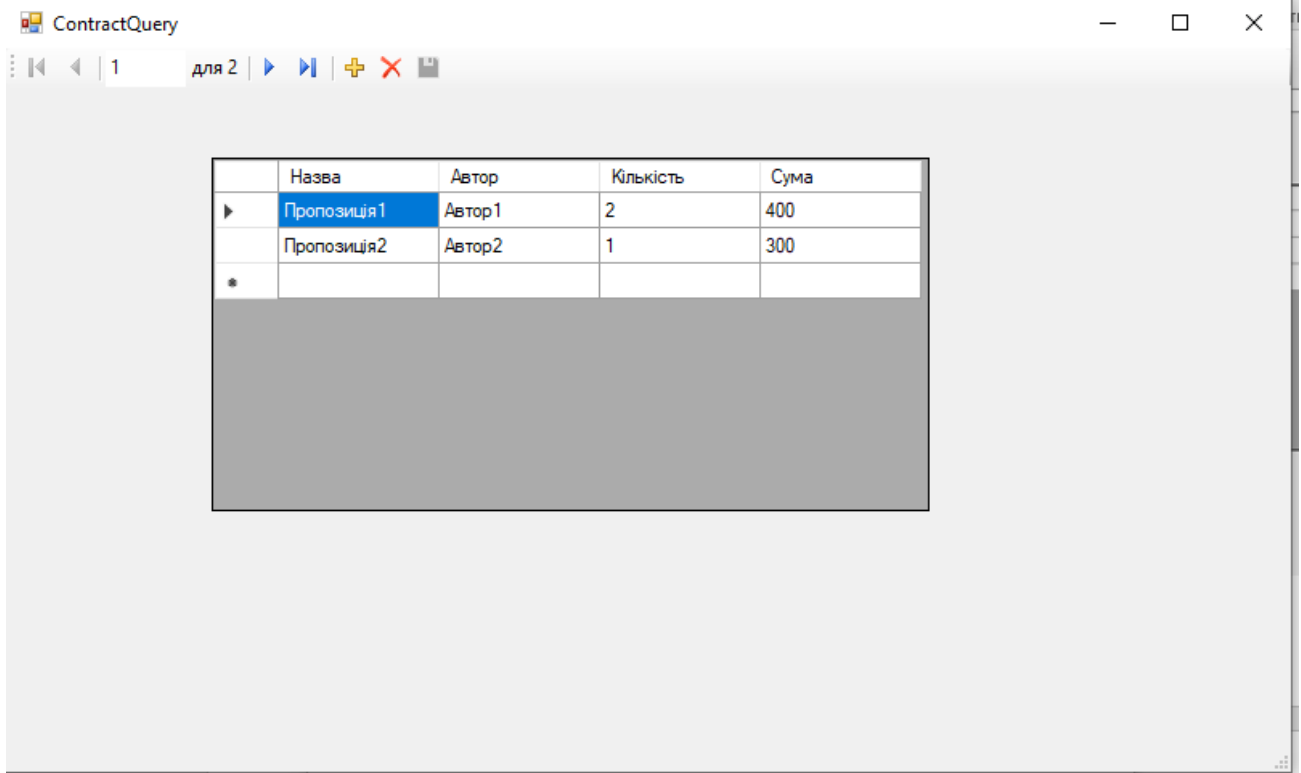 ContractQuery
1 для 2
Назва Автор Кількість Сума
Пропозиція1 Автор1 2 400
Пропозиція2 Автор2 1 300